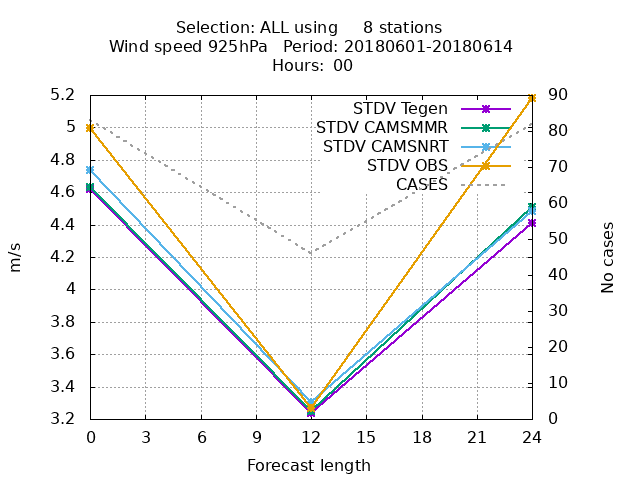 Selection: ALL using     8 stations
Wind speed 925hPa   Period: 20180601-20180614
Hours: 00
5.2
5
4.8
4.6
4.4
4.2
4
3.8
3.6
3.4
3.2
m/s
90
80
70
60
50
40
30
20
10
0
No cases
STDV Tegen
STDV CAMSMMR
STDV CAMSNRT
STDV OBS
CASES
0 3 6 9 12 15 18 21 24
Forecast length